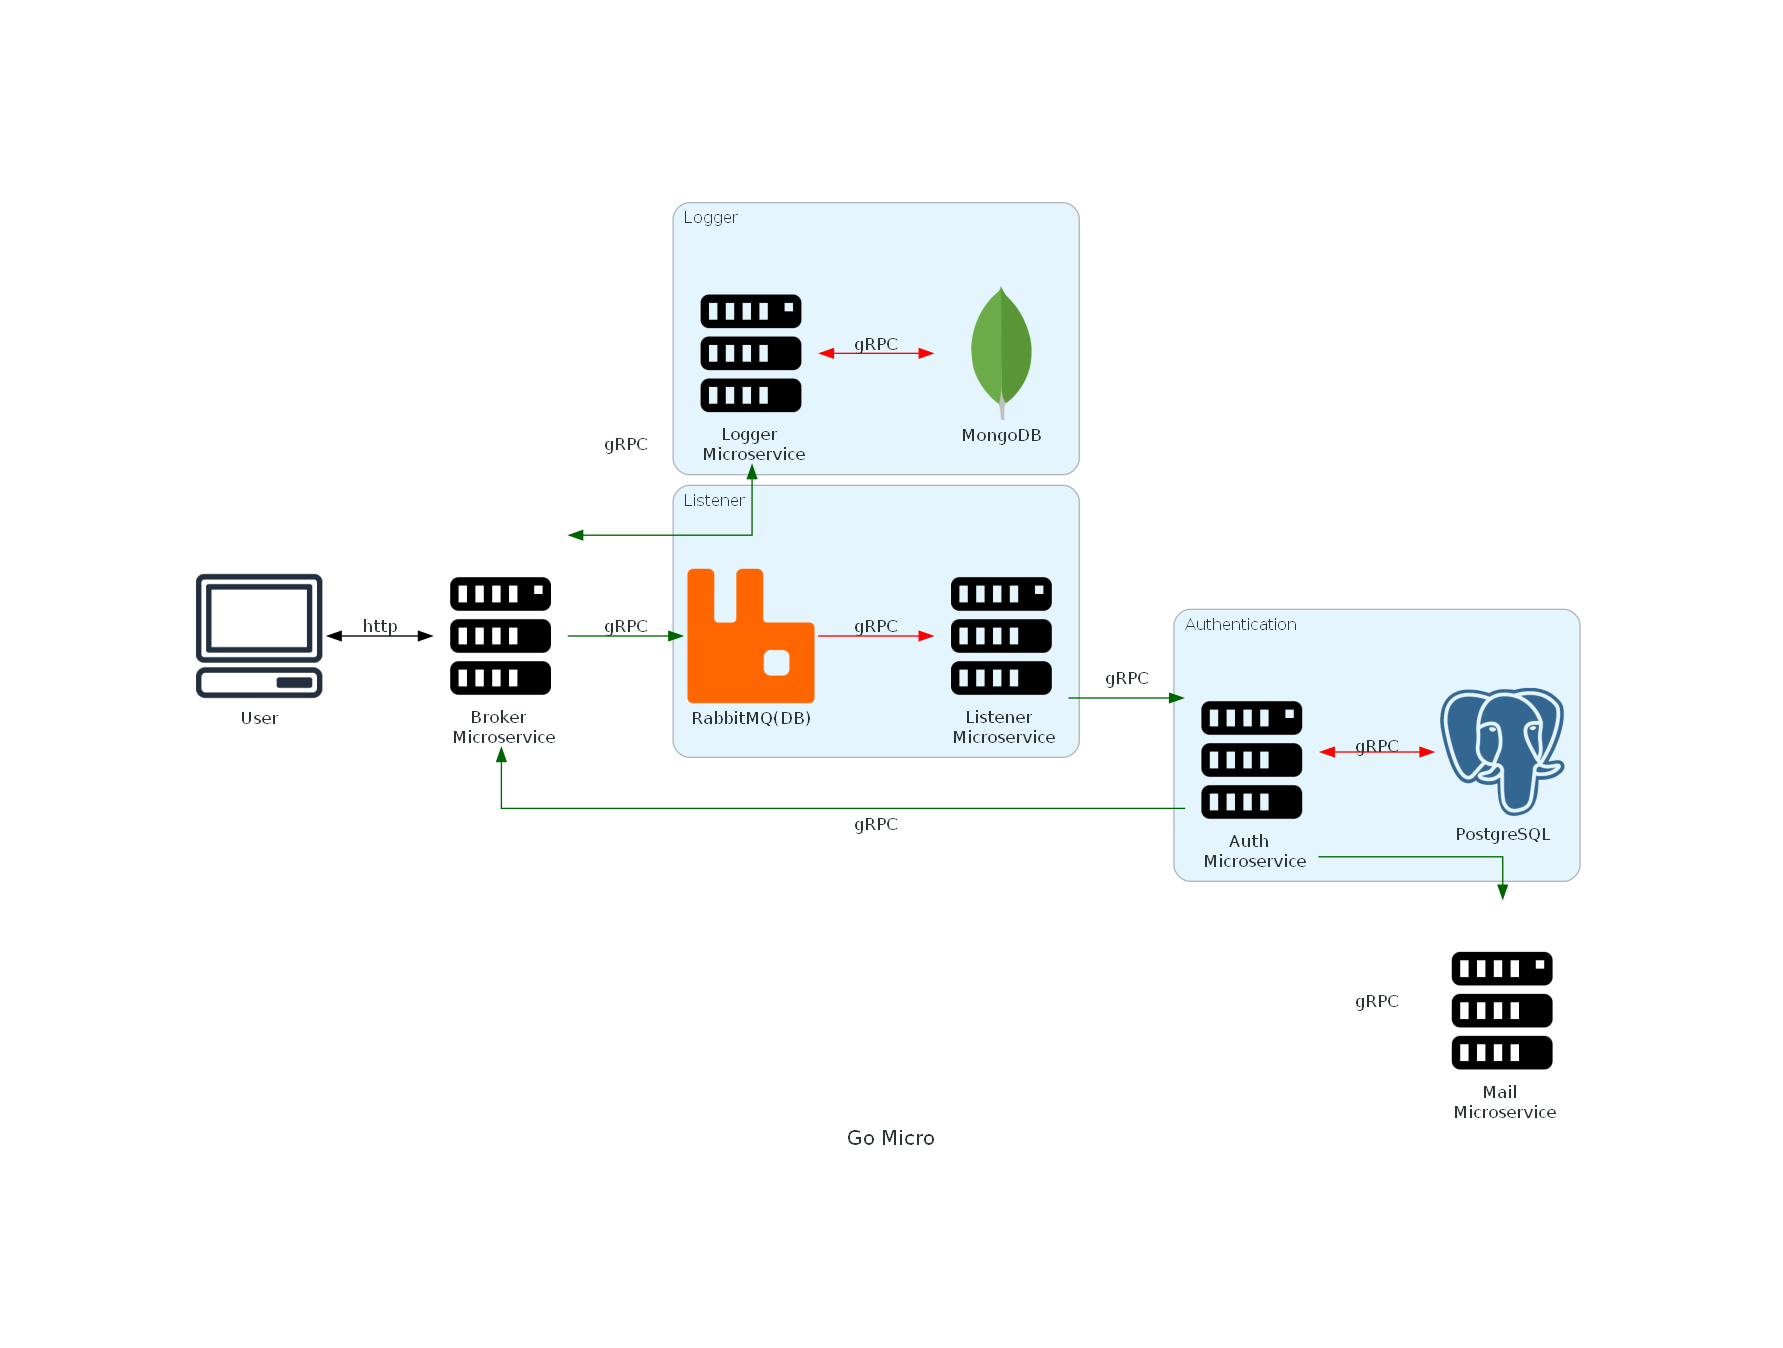 Logger
gRPC
Logger
Microservice
MongoDB
gRPC
Listener
User
http
Broker
Microservice
gRPC
RabbitMQ(DB)
gRPC
Listener
Microservice
gRPC
Authentication
gRPC
Auth
Microservice
PostgreSQL
gRPC
gRPC
Mail
Microservice
Go Micro